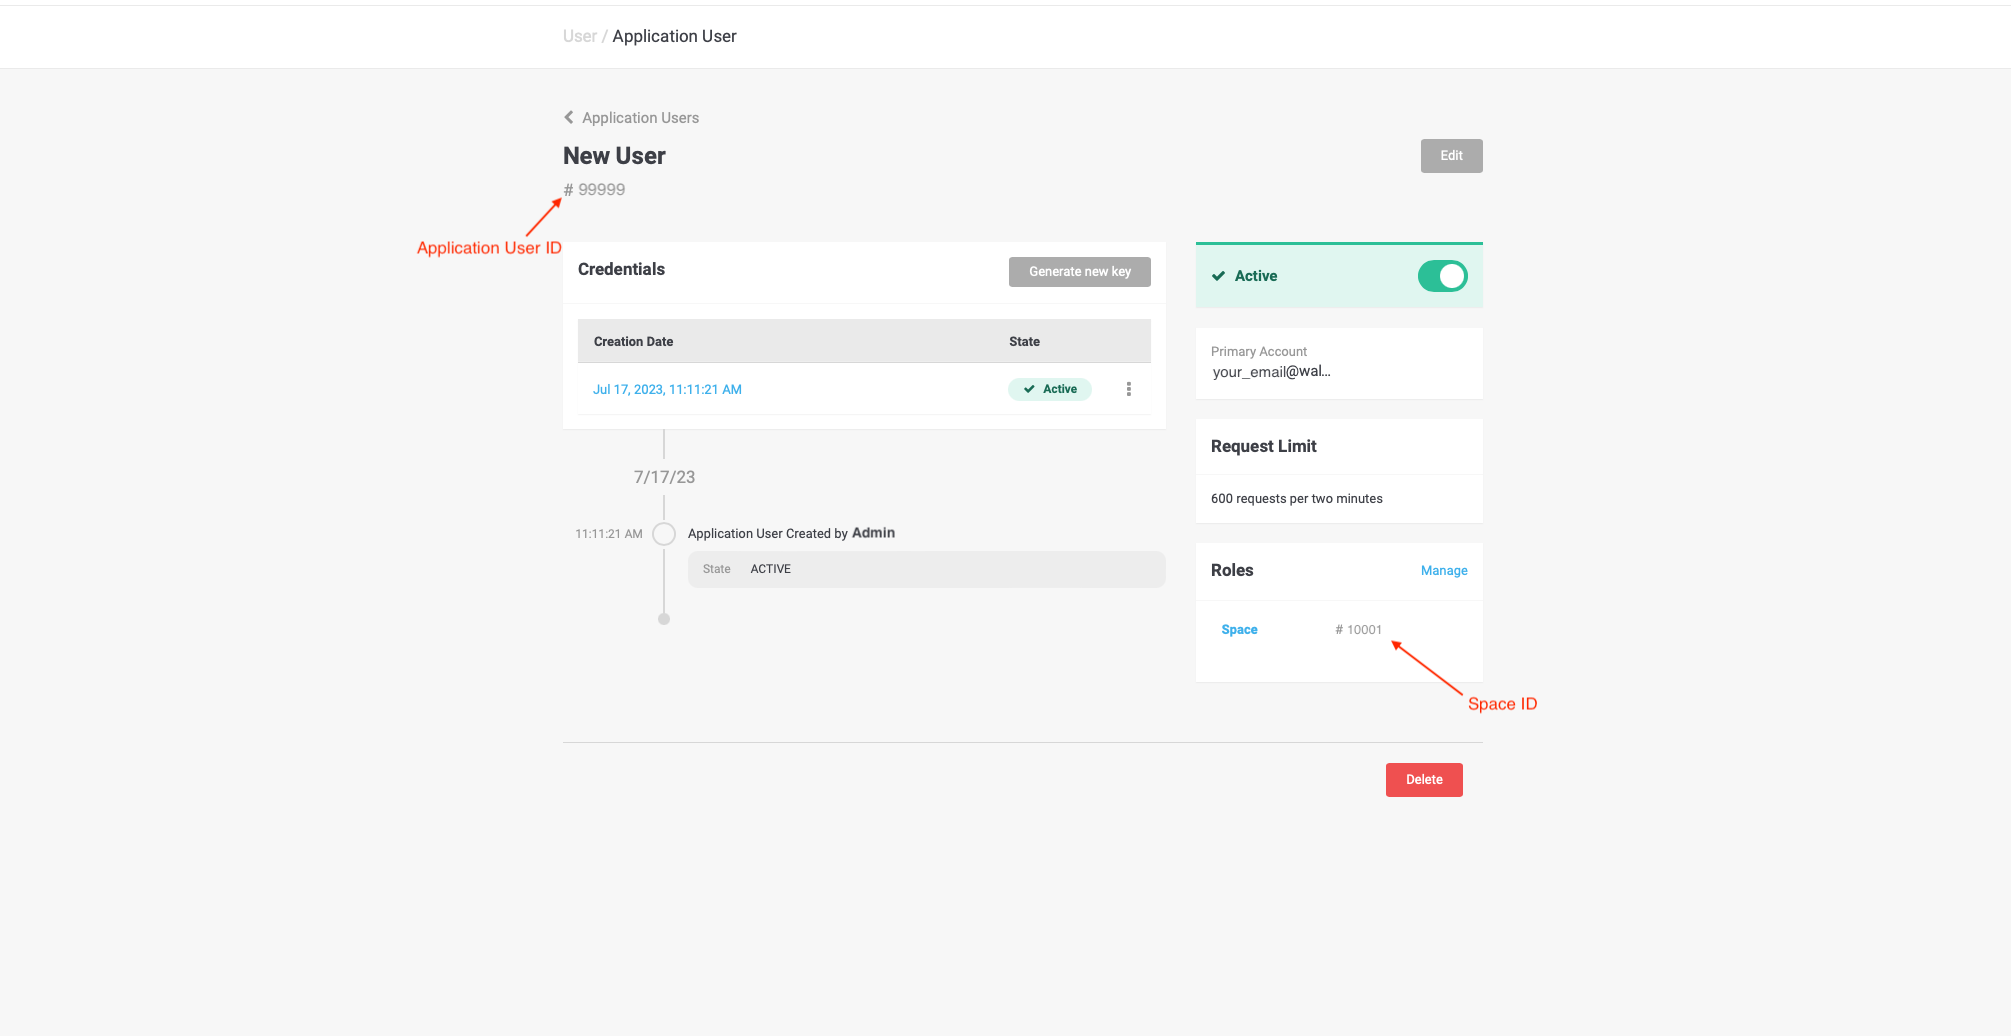 User / Application User
Application Users
New User
Edit
# 99999
Application User ID
Credentials
Generate new key
Creation Date State
Jul 17, 2023, 11:11:21 AM Active
7/17/23
11:11:21 AM Application User Created by Admin
State ACTIVE
Active
Primary Account
your_email@wal...
Request Limit
600 requests per two minutes
Roles Manage
Space # 10001
Space ID
Delete